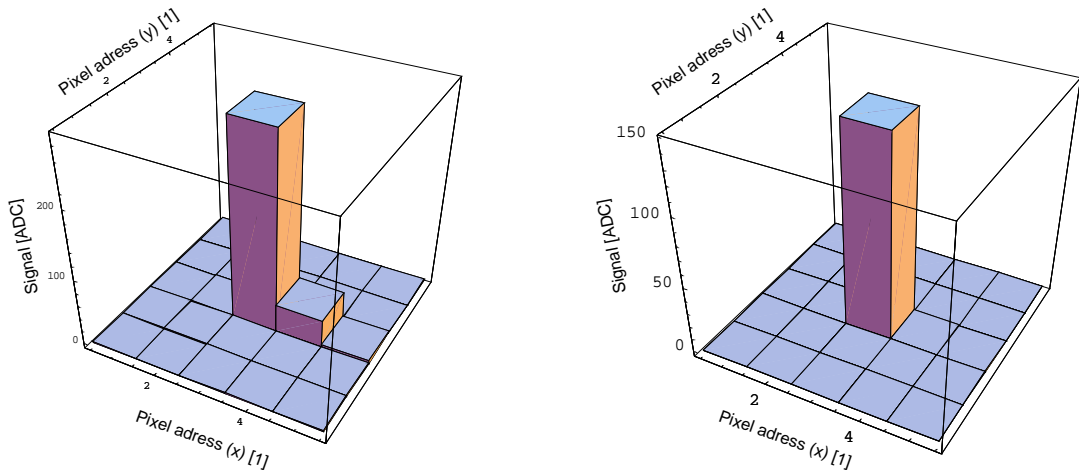 Pixel adress (y) [1]
2
4
Signal [ADC]
200
100
0
2
4
Pixel adress (x) [1]
Pixel adress (y) [1]
2
4
150
Signal [ADC]
100
50
0
2
4
Pixel adress (x) [1]